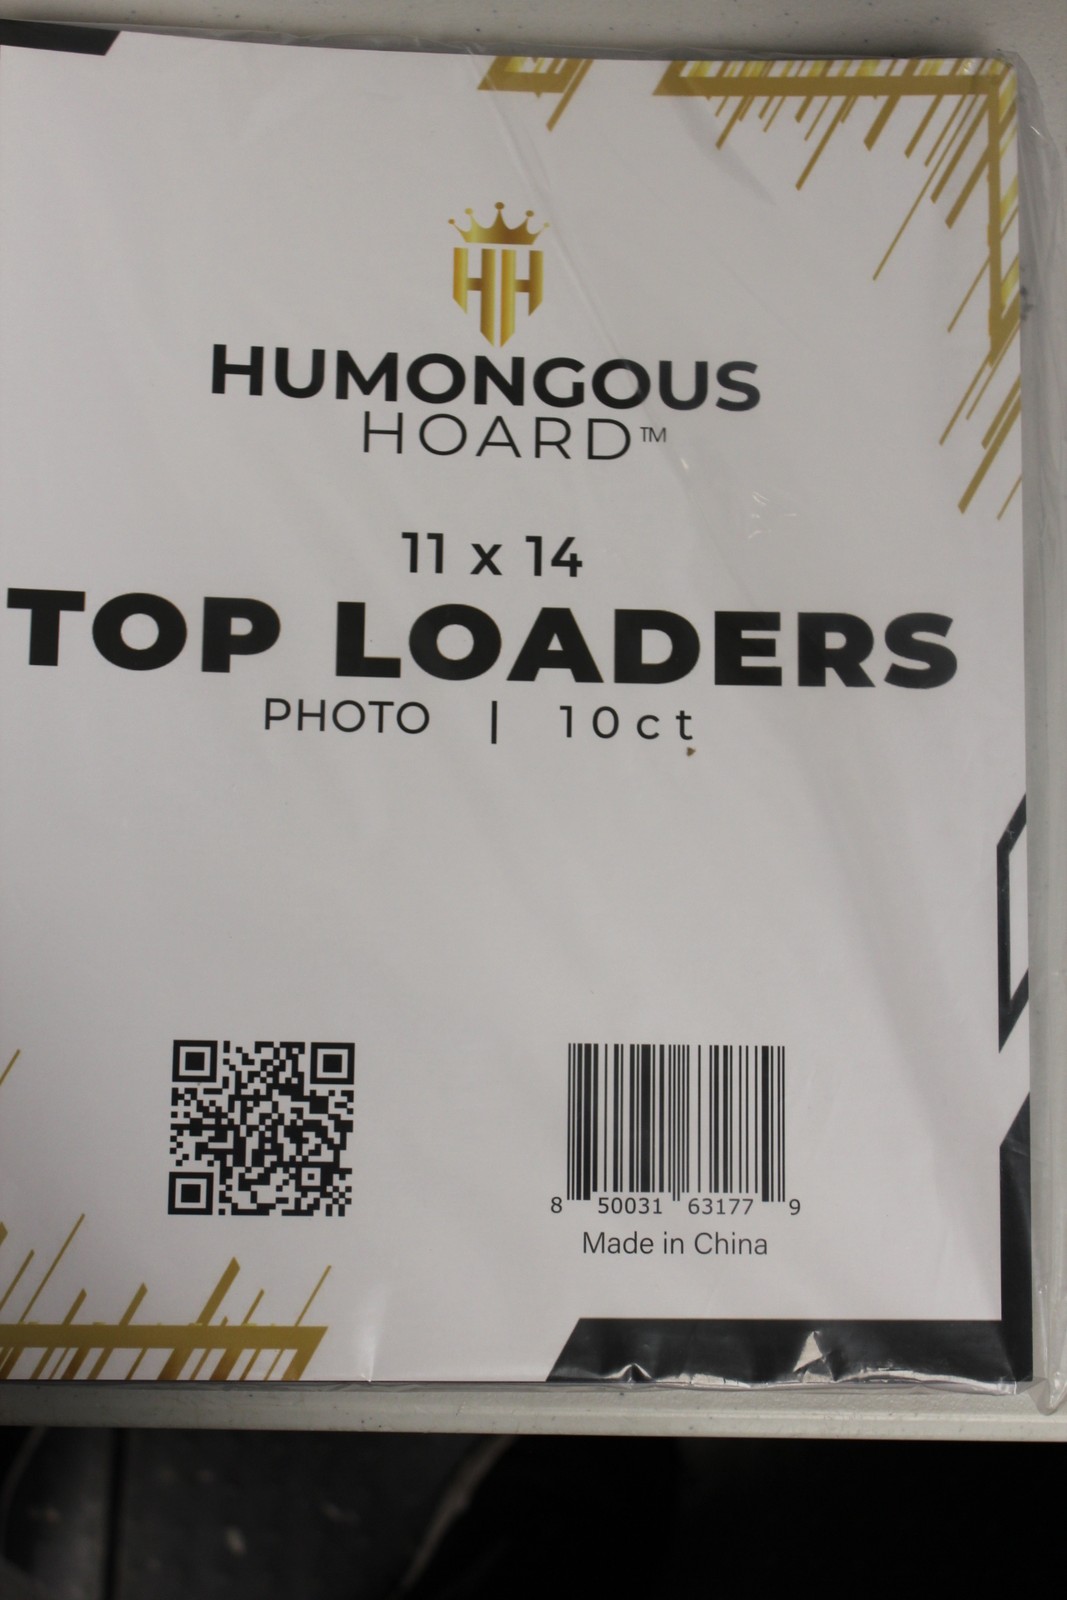 HH
HUMONGOUS
HOARD™
11 x 14
TOP LOADERS
PHOTO | 10ct
8 50031 63177 9
Made in China